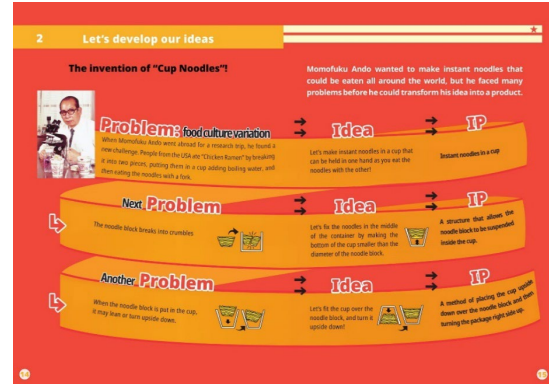 2 Let's develop our ideas
The invention of "Cup Noodles"!
Momofuku Ando wanted to make instant noodles that
could be eaten all around the world, but he faced many
problems before he could transform his idea into a product.
Problem: food culture variation
When Momofuku Ando went abroad for a research trip, he found a
new challenge. People from the USA ate "Chicken Ramen" by breaking
it into two pieces, putting them in a cup adding boiling water, and
then eating the noodles with a fork.
Idea
Let's make instant noodles in a cup that
can be held in one hand as you eat the
noodles with the other!
IP
Instant noodles in a cup
Next Problem
The noodle block breaks into crumbles
Idea
Let's fix the noodles in the middle
of the container by making the
bottom of the cup smaller than the
diameter of the noodle block.
IP
A structure that allows the
noodle block to be suspended
inside the cup.
Another Problem
When the noodle block is put in the cup,
it may lean or turn upside down.
Idea
Let's fit the cup over the
noodle block, and turn it
upside down!
IP
A method of placing the cup upside
down over the noodle block and then
turning the package right side up.
14
15